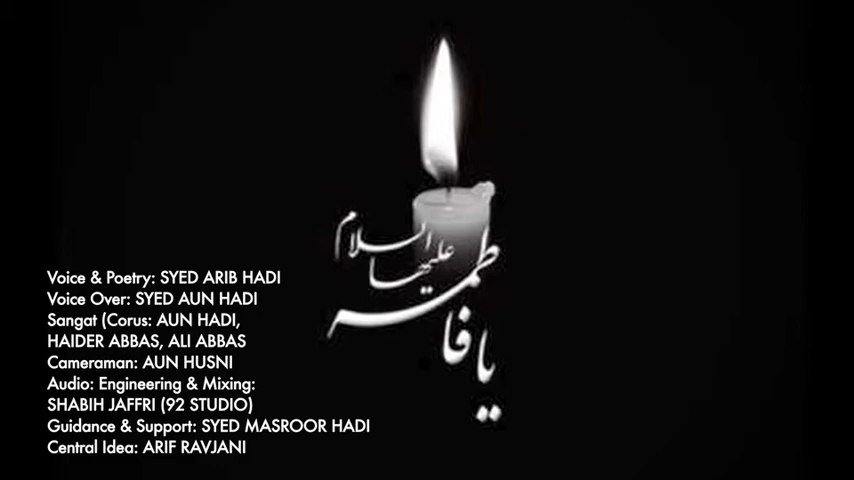 یا فاطمه
علیها السلام
Voice & Poetry: SYED ARIB HADI
Voice Over: SYED AUN HADI
Sangat (Corus: AUN HADI,
HAIDER ABBAS, ALI ABBAS
Cameraman: AUN HUSNI
Audio: Engineering & Mixing:
SHABIH JAFFRI (92 STUDIO)
Guidance & Support: SYED MASROOR HADI
Central Idea: ARIF RAVJANI